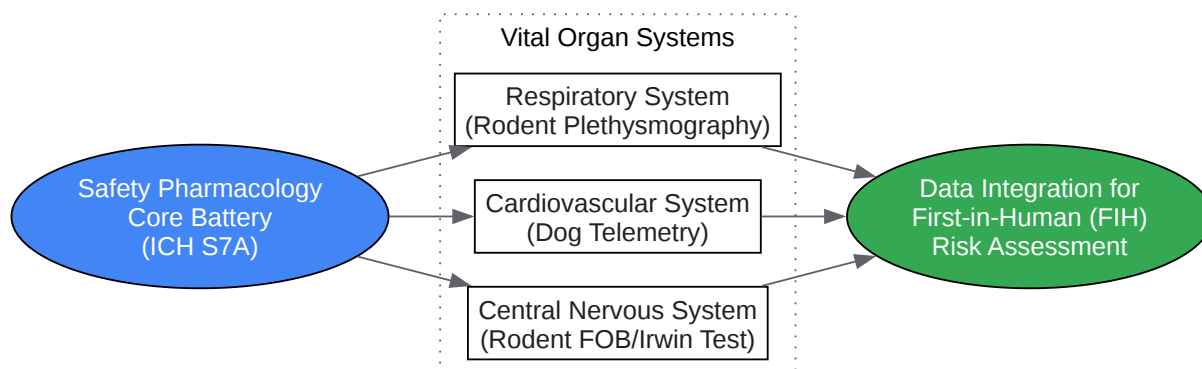 Vital Organ Systems
Respiratory System
(Rodent Plethysmography)
Safety Pharmacology
Core Battery
(ICH S7A)
Cardiovascular System
(Dog Telemetry)
Data Integration for
First-in-Human (FIH)
Risk Assessment
Central Nervous System
(Rodent FOB/Irwin Test)